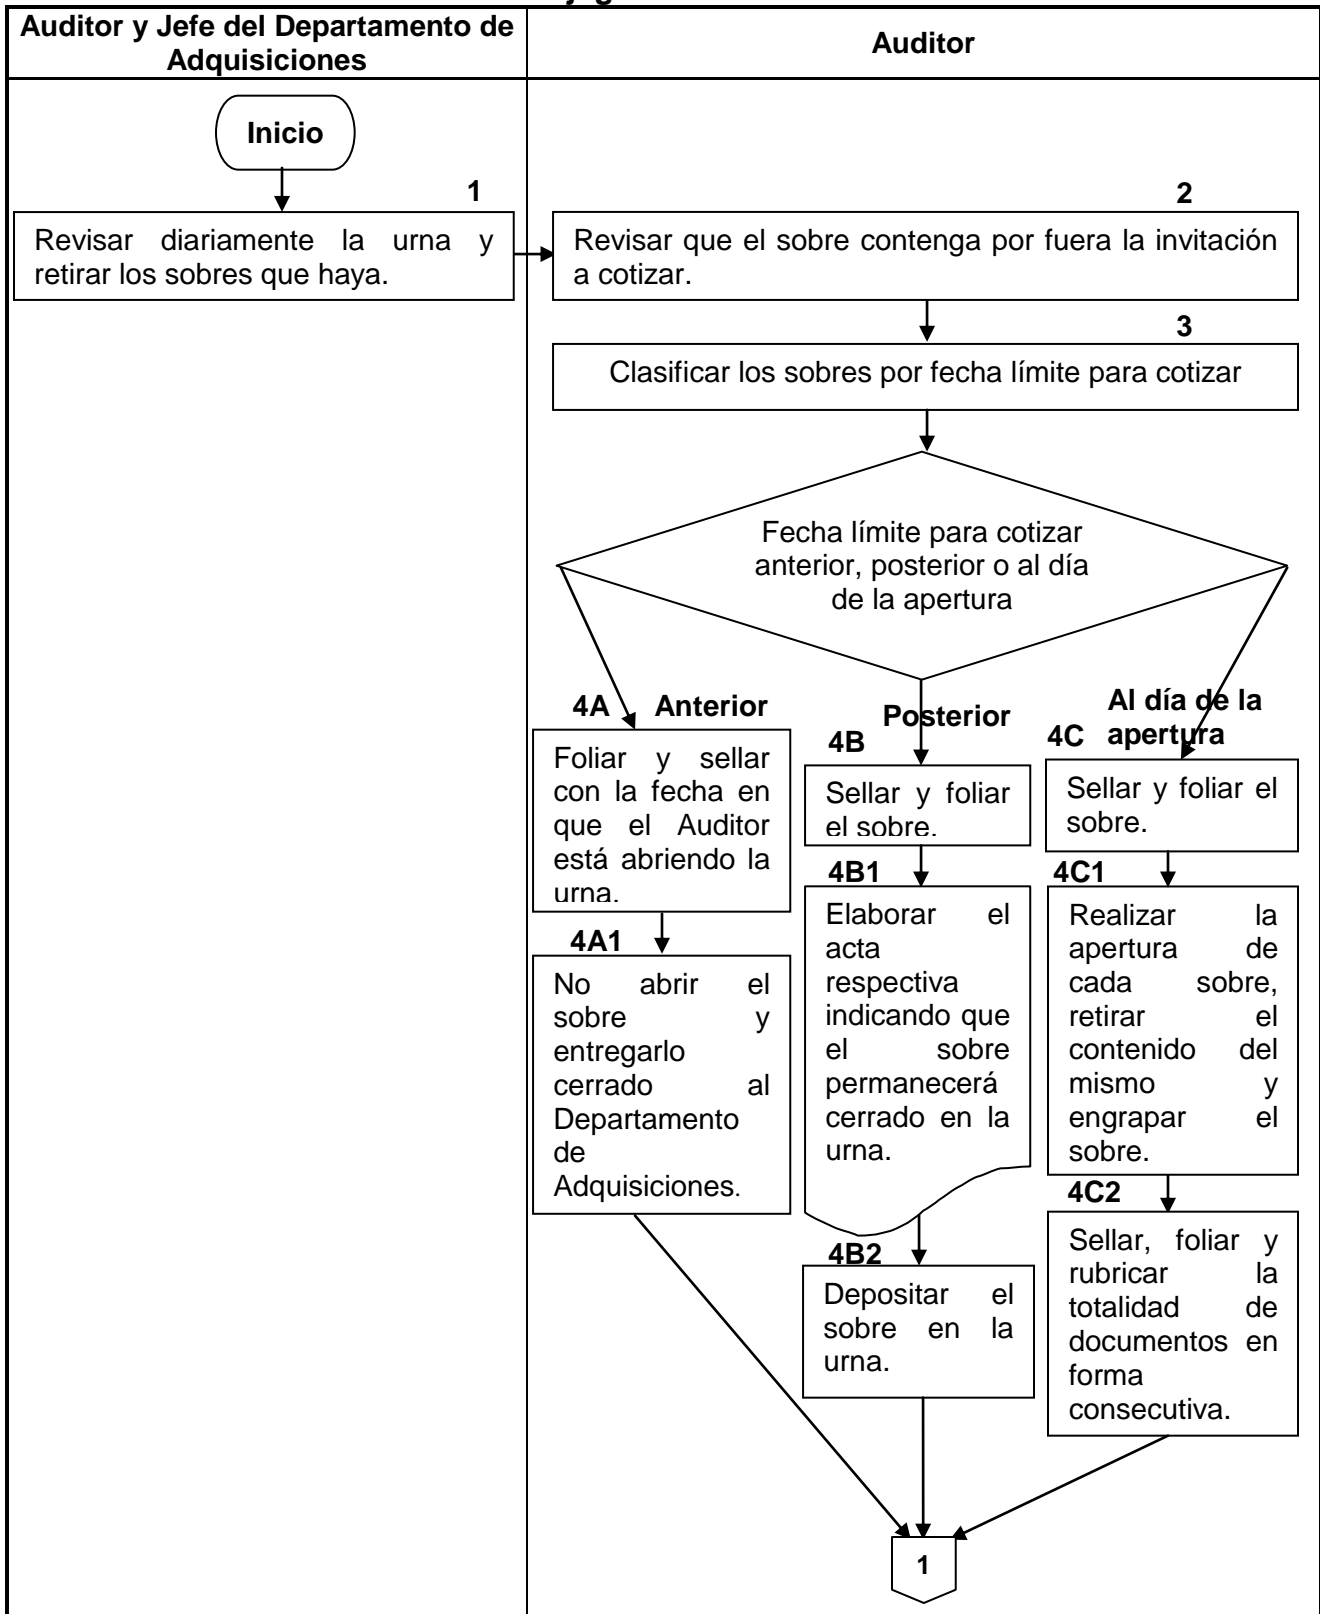 Auditor y Jefe del Departamento de
Adquisiciones
Auditor
Inicio
1
Revisar diariamente la urna y
retirar los sobres que haya.
2
Revisar que el sobre contenga por fuera la invitación
a cotizar.
3
Clasificar los sobres por fecha límite para cotizar
Fecha límite para cotizar
anterior, posterior o al día
de la apertura
4A Anterior
Foliar y sellar
con la fecha en
que el Auditor
está abriendo la
urna.
4A1
No abrir el
sobre y
entregarlo
cerrado al
Departamento
de
Adquisiciones.
Posterior
4B
Sellar y foliar
el sobre.
4B1
Elaborar el
acta
respectiva
indicando que
el sobre
permanecerá
cerrado en la
urna.
4B2
Depositar el
sobre en la
urna.
Al día de la
4C apertura
Sellar y foliar el
sobre.
4C1
Realizar la
apertura de
cada sobre,
retirar el
contenido del
mismo y
engrapar el
sobre.
4C2
Sellar, foliar y
rubricar la
totalidad de
documentos en
forma
consecutiva.
1